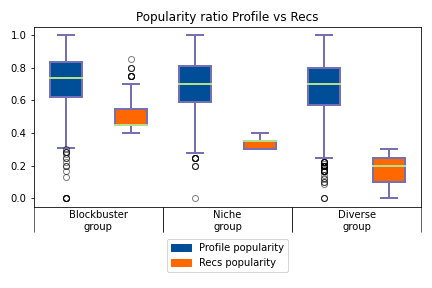 Popularity ratio Profile vs Recs
1.0
0.8
0.6
0.4
0.2
0.0
Blockbuster
group
Niche
group
Diverse
group
Profile popularity
Recs popularity